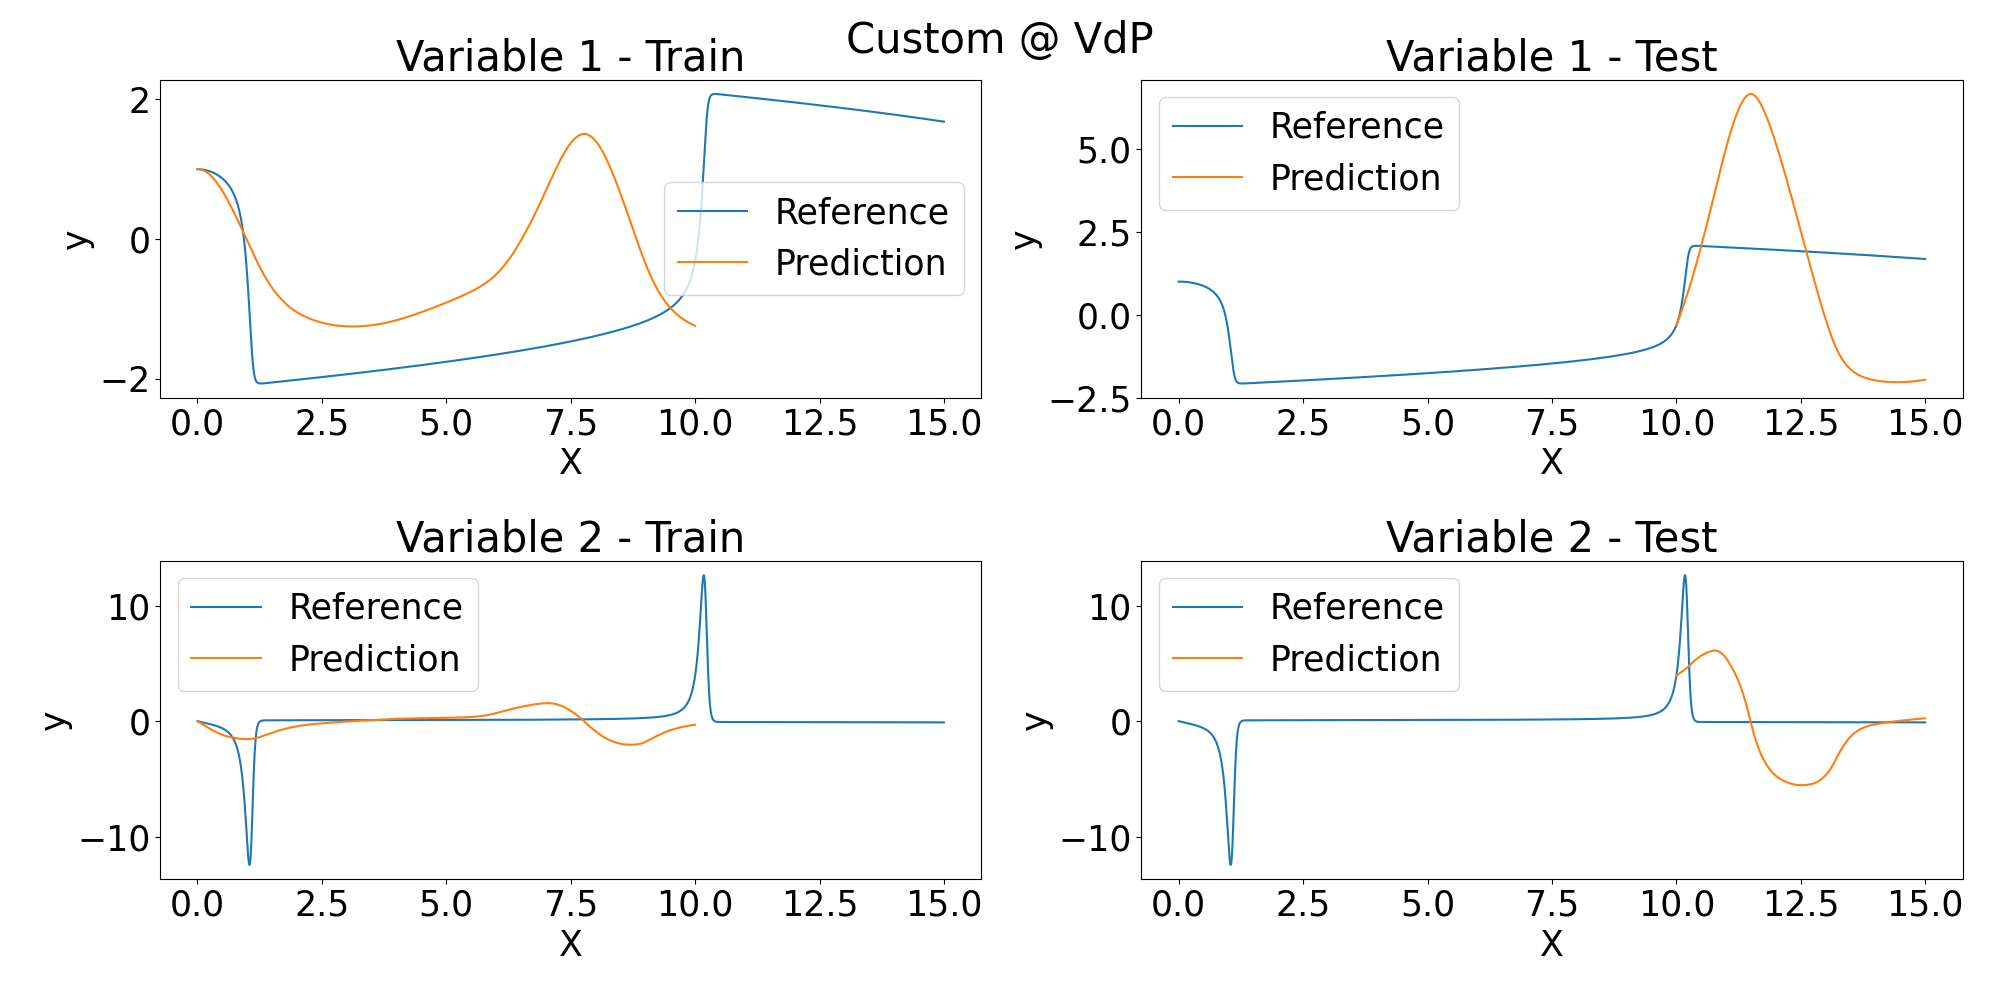 Custom @ VdP
Variable 1 - Train
2
0
−2
y
Reference
Prediction
0.0 2.5 5.0 7.5 10.0 12.5 15.0
X
Variable 1 - Test
5.0
2.5
0.0
−2.5
y
Reference
Prediction
0.0 2.5 5.0 7.5 10.0 12.5 15.0
X
Variable 2 - Train
10
0
−10
y
Reference
Prediction
0.0 2.5 5.0 7.5 10.0 12.5 15.0
X
Variable 2 - Test
10
0
−10
y
Reference
Prediction
0.0 2.5 5.0 7.5 10.0 12.5 15.0
X